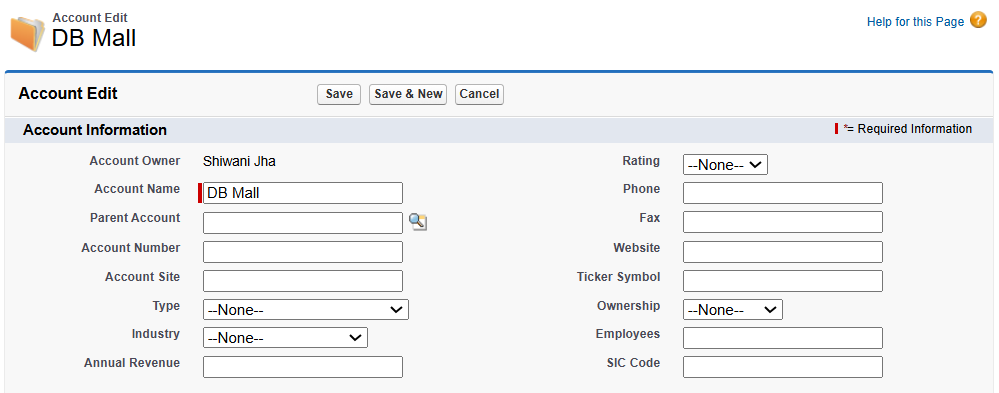 Account Edit
DB Mall
Help for this Page ?
Account Edit Save Save & New Cancel
Account Information *= Required Information
Account Owner Shiwani Jha Rating --None--
Account Name DB Mall Phone
Parent Account Fax
Account Number Website
Account Site Ticker Symbol
Type --None-- Ownership --None--
Industry --None-- Employees
Annual Revenue SIC Code